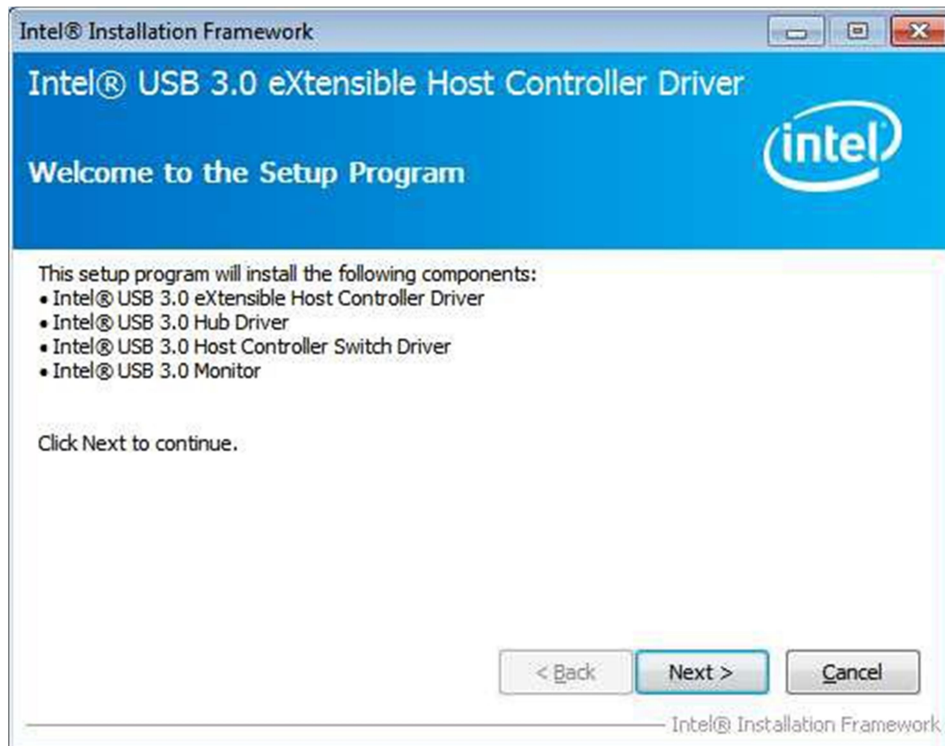 Intel® Installation Framework
Intel® USB 3.0 eXtensible Host Controller Driver
intel
Welcome to the Setup Program
This setup program will install the following components:
• Intel® USB 3.0 eXtensible Host Controller Driver
• Intel® USB 3.0 Hub Driver
• Intel® USB 3.0 Host Controller Switch Driver
• Intel® USB 3.0 Monitor
Click Next to continue.
< Back Next > Cancel
Intel® Installation Framework